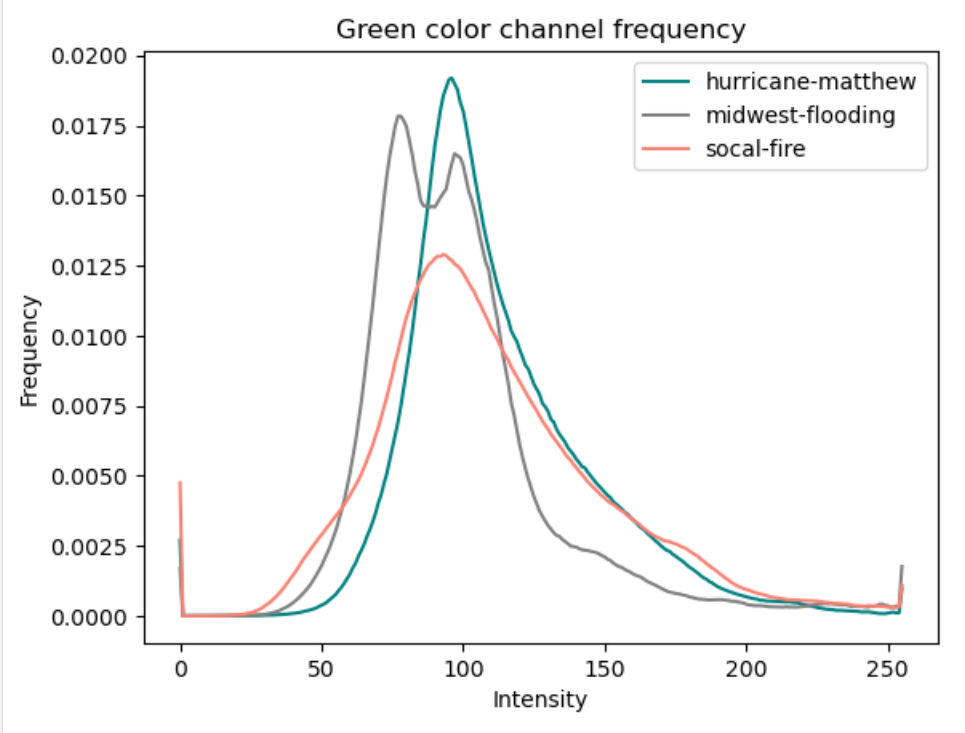 Green color channel frequency
0.0200
0.0175
0.0150
0.0125
0.0100
0.0075
0.0050
0.0025
0.0000
Frequency
hurricane-matthew
midwest-flooding
socal-fire
0 50 100 150 200 250
Intensity